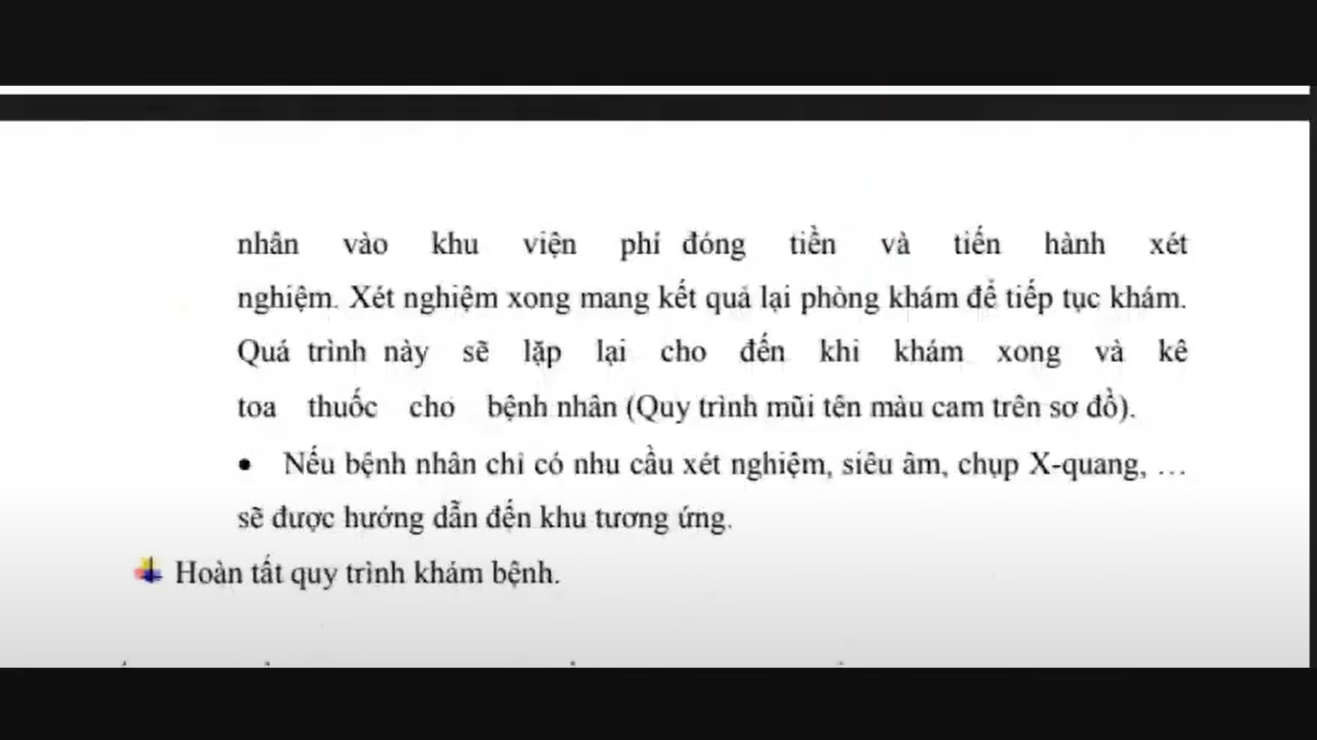 nhân vào khu viện phí đóng tiền và tiến hành xét
nghiệm. Xét nghiệm xong mang kết quả lại phòng khám để tiếp tục khám.
Quá trình này sẽ lặp lại cho đến khi khám xong và kê
toa thuốc cho bệnh nhân (Quy trình mũi tên màu cam trên sơ đồ).
• Nếu bệnh nhân chỉ có nhu cầu xét nghiệm, siêu âm, chụp X-quang, …
sẽ được hướng dẫn đến khu tương ứng.
Hoàn tất quy trình khám bệnh.